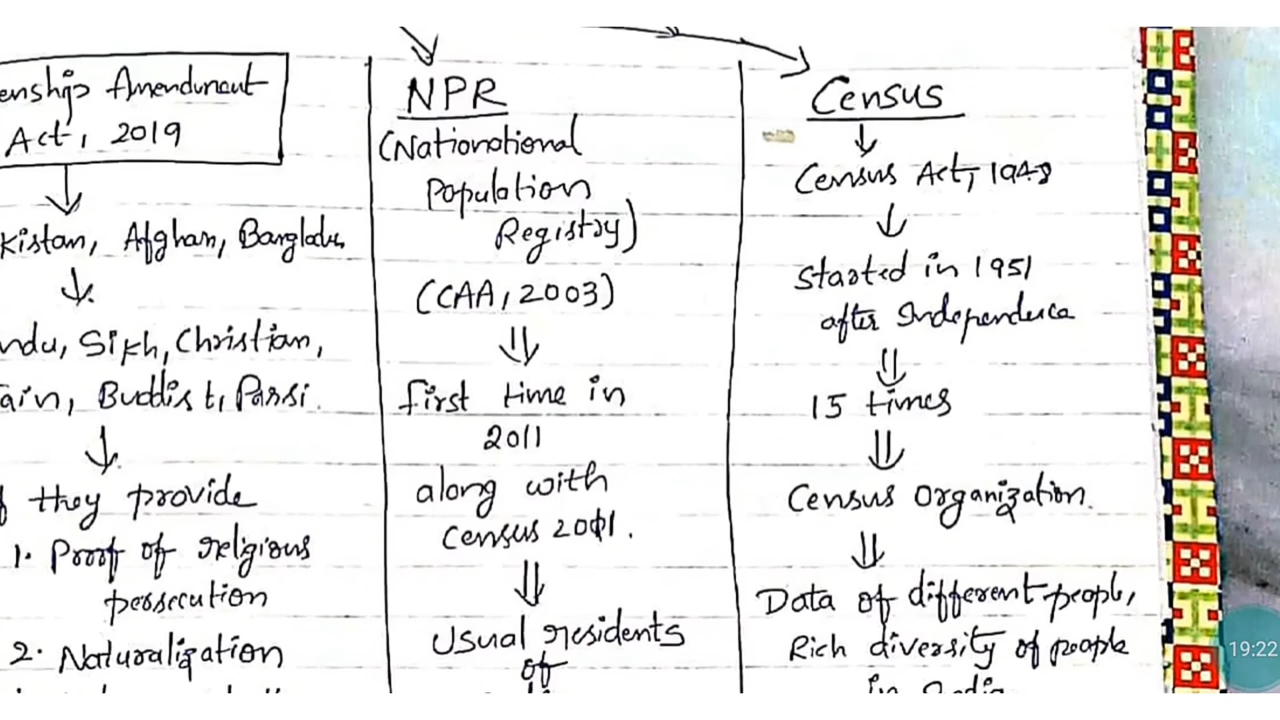 enship Amendment
Act, 2019
kistan, Afghan, Banglade
ndu, Sikh, Christian,
ain, Buddist, Parsi.
they provide
1. Proof of religious
persecution
2. Naturalization
NPR
(Nationational
Population
Registry)
(CAA, 2003)
first time in
2011
along with
Census 2011.
Usual residents
of
Census
Census Act, 1948
Started in 1951
after Independence
15 times
Census Organization.
Data of different people,
Rich diversity of people
in India
19:22